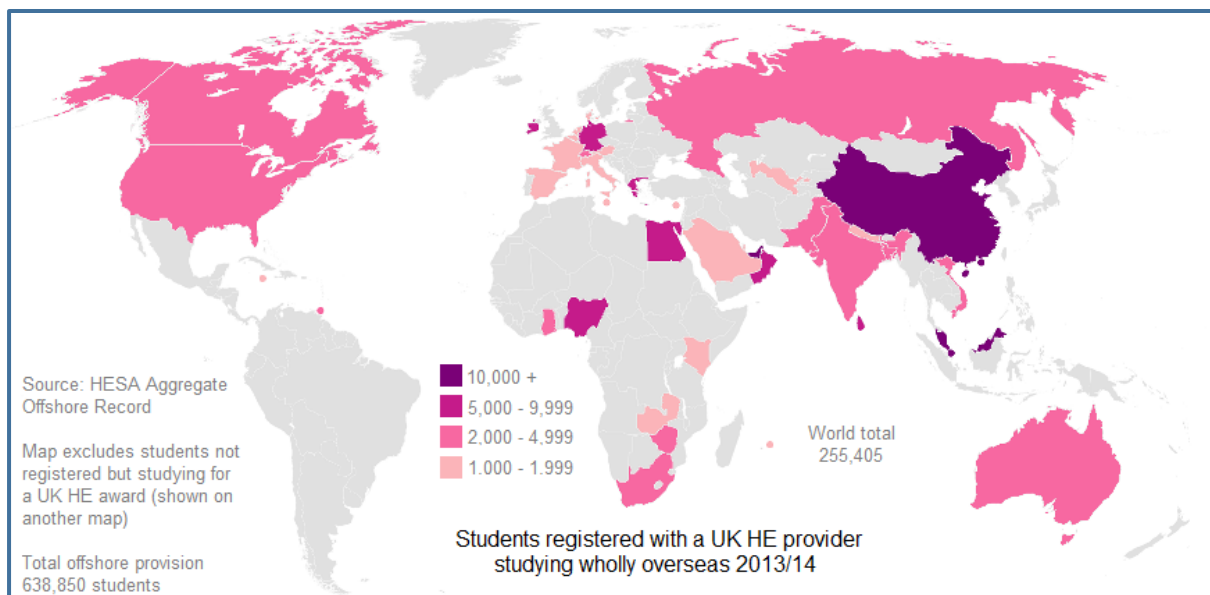 Source: HESA Aggregate
Offshore Record
Map excludes students not
registered but studying for
a UK HE award (shown on
another map)
Total offshore provision
638,850 students
10,000 +
5,000 - 9,999
2,000 - 4.999
1.000 - 1.999
World total
255,405
Students registered with a UK HE provider
studying wholly overseas 2013/14